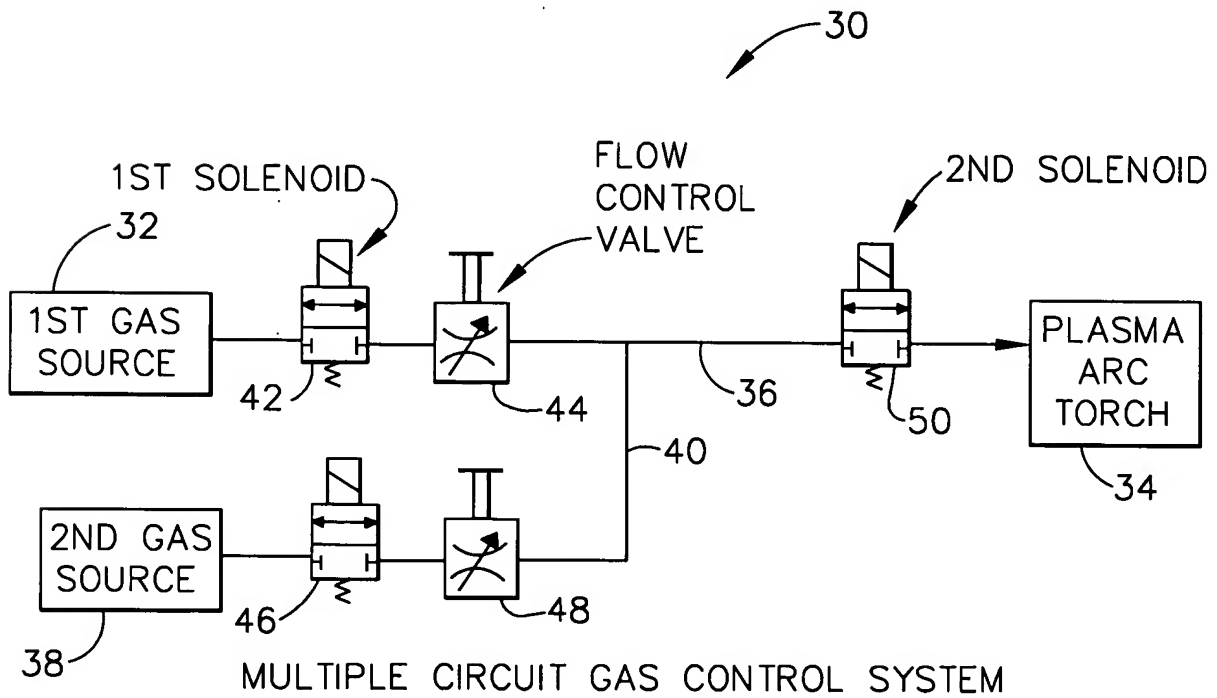 30
1ST SOLENOID
FLOW
CONTROL
VALVE
2ND SOLENOID
32
1ST GAS
SOURCE
42
44
36
50
PLASMA
ARC
TORCH
34
40
2ND GAS
SOURCE
38
46
48
MULTIPLE CIRCUIT GAS CONTROL SYSTEM